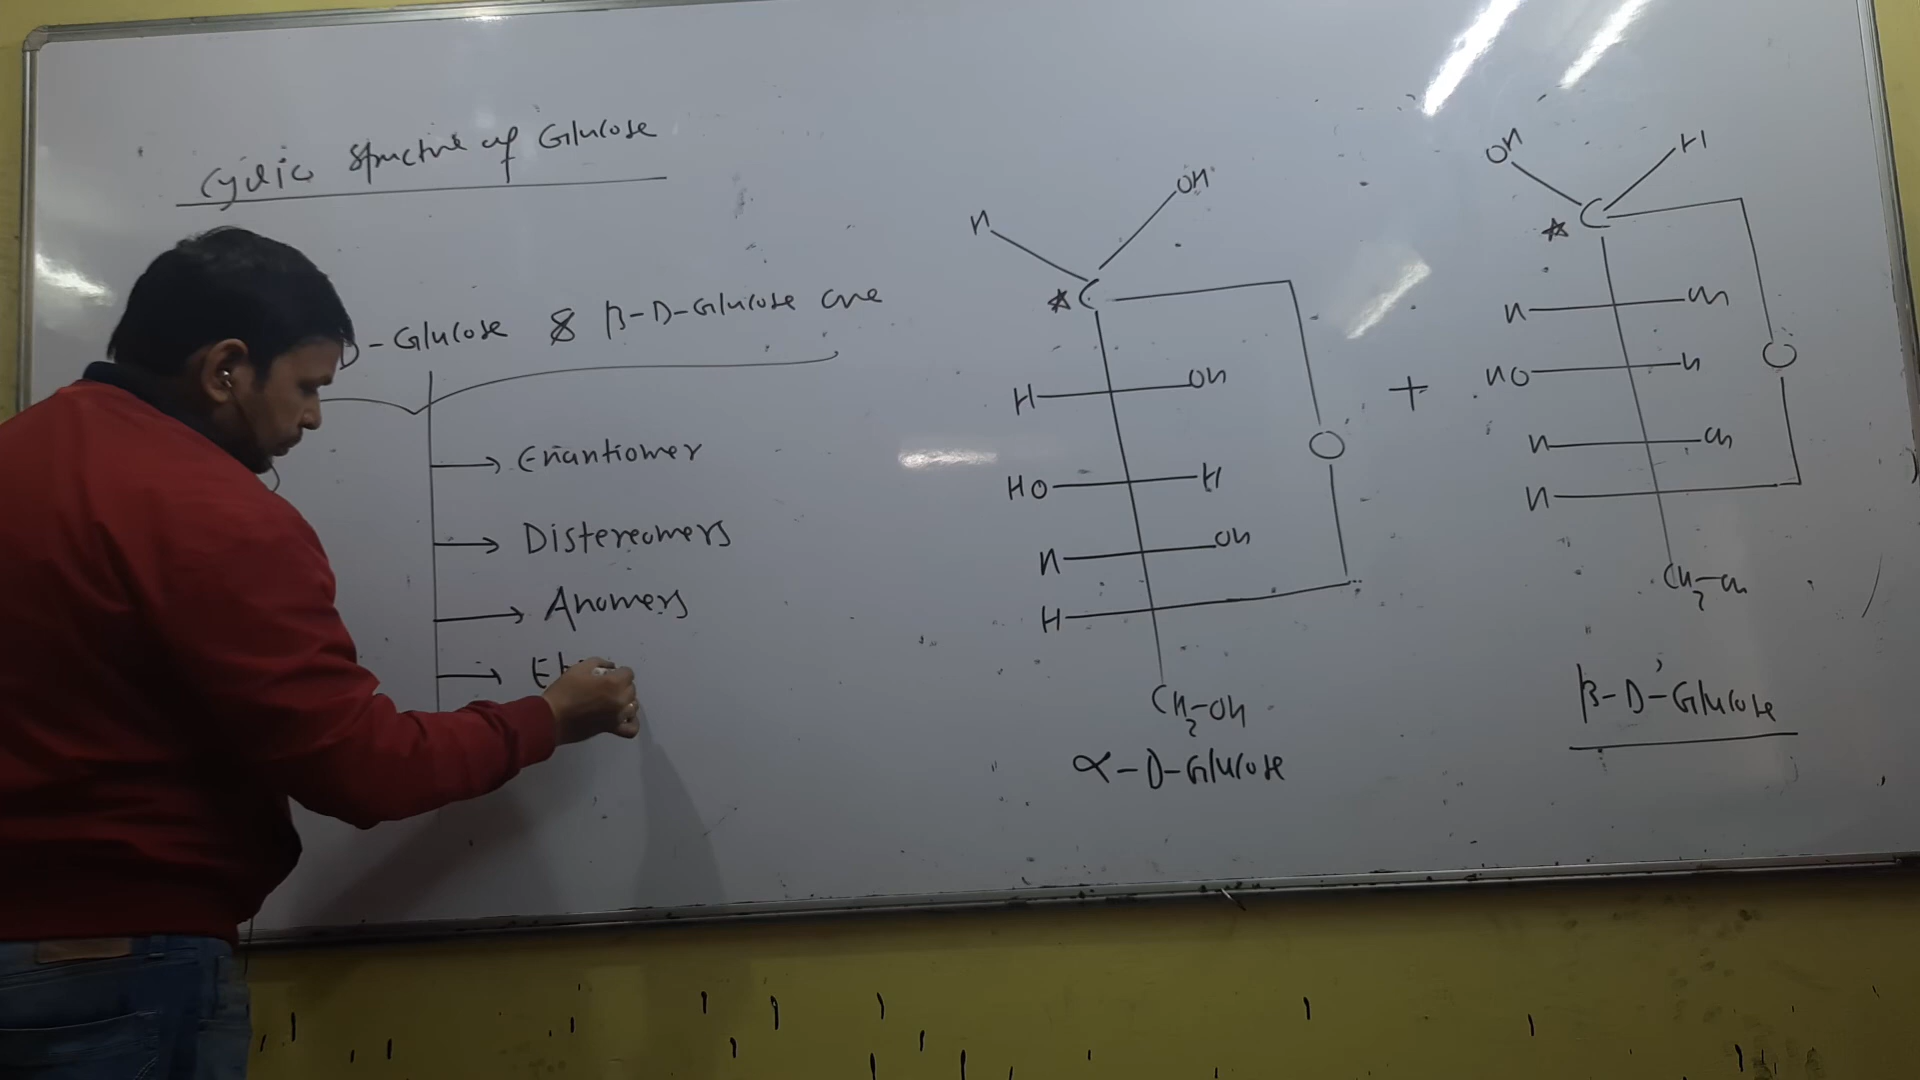 Cyclic Structure of Glucose
D-Glucose & β-D-Glucose are
→ Enantiomer
→ Distereomers
→ Anomers
→
H OH
☆ C
H OH
HO H
H OH
H
O
CH2-OH
α-D-Glucose
+
OH H
☆ C
H OH
HO H
H OH
H
O
CH2-OH
β-D-Glucose